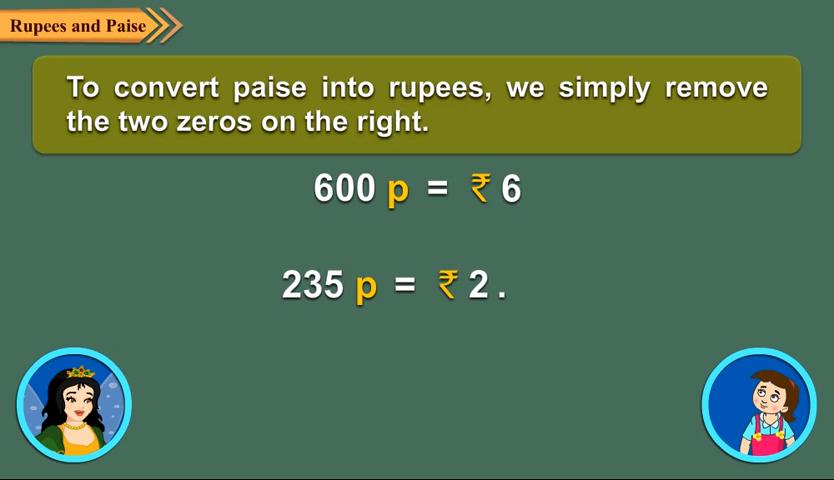 Rupees and Paise
To convert paise into rupees, we simply remove
the two zeros on the right.
600 p = ₹ 6
235 p = ₹ 2 .